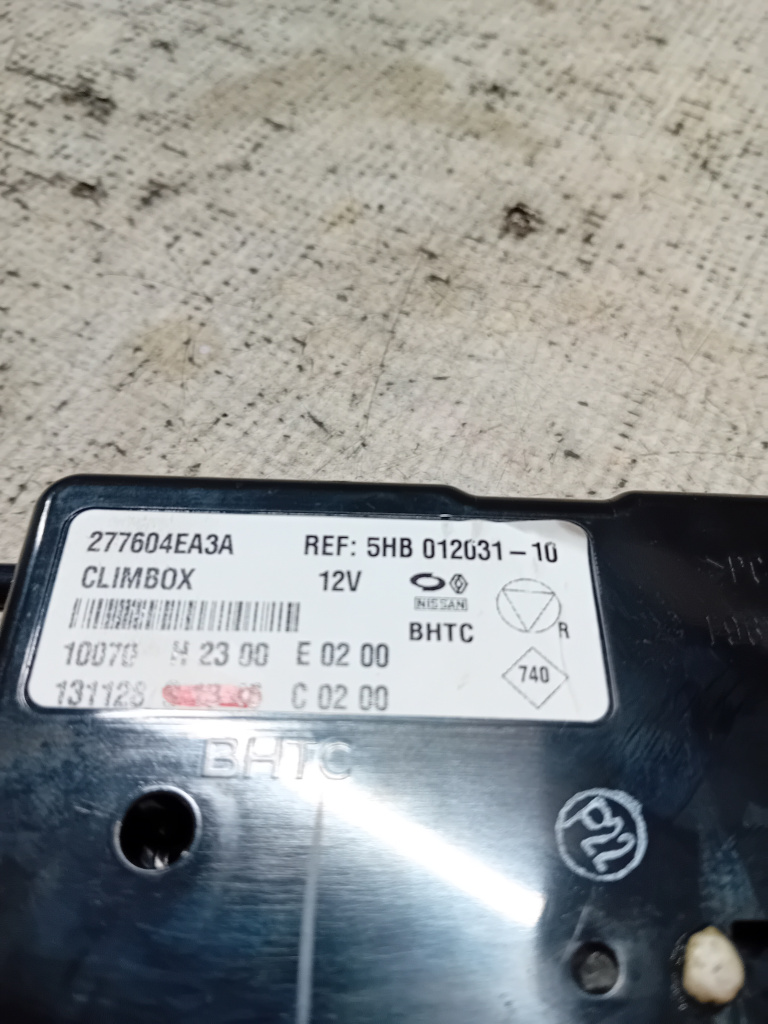 277604EA3A REF: 5HB 012031-10
CLIMBOX 12V
NISSAN
BHTC
R
10070 H 23 00 E 02 00
740
131128 C 02 00
BHTC
P22